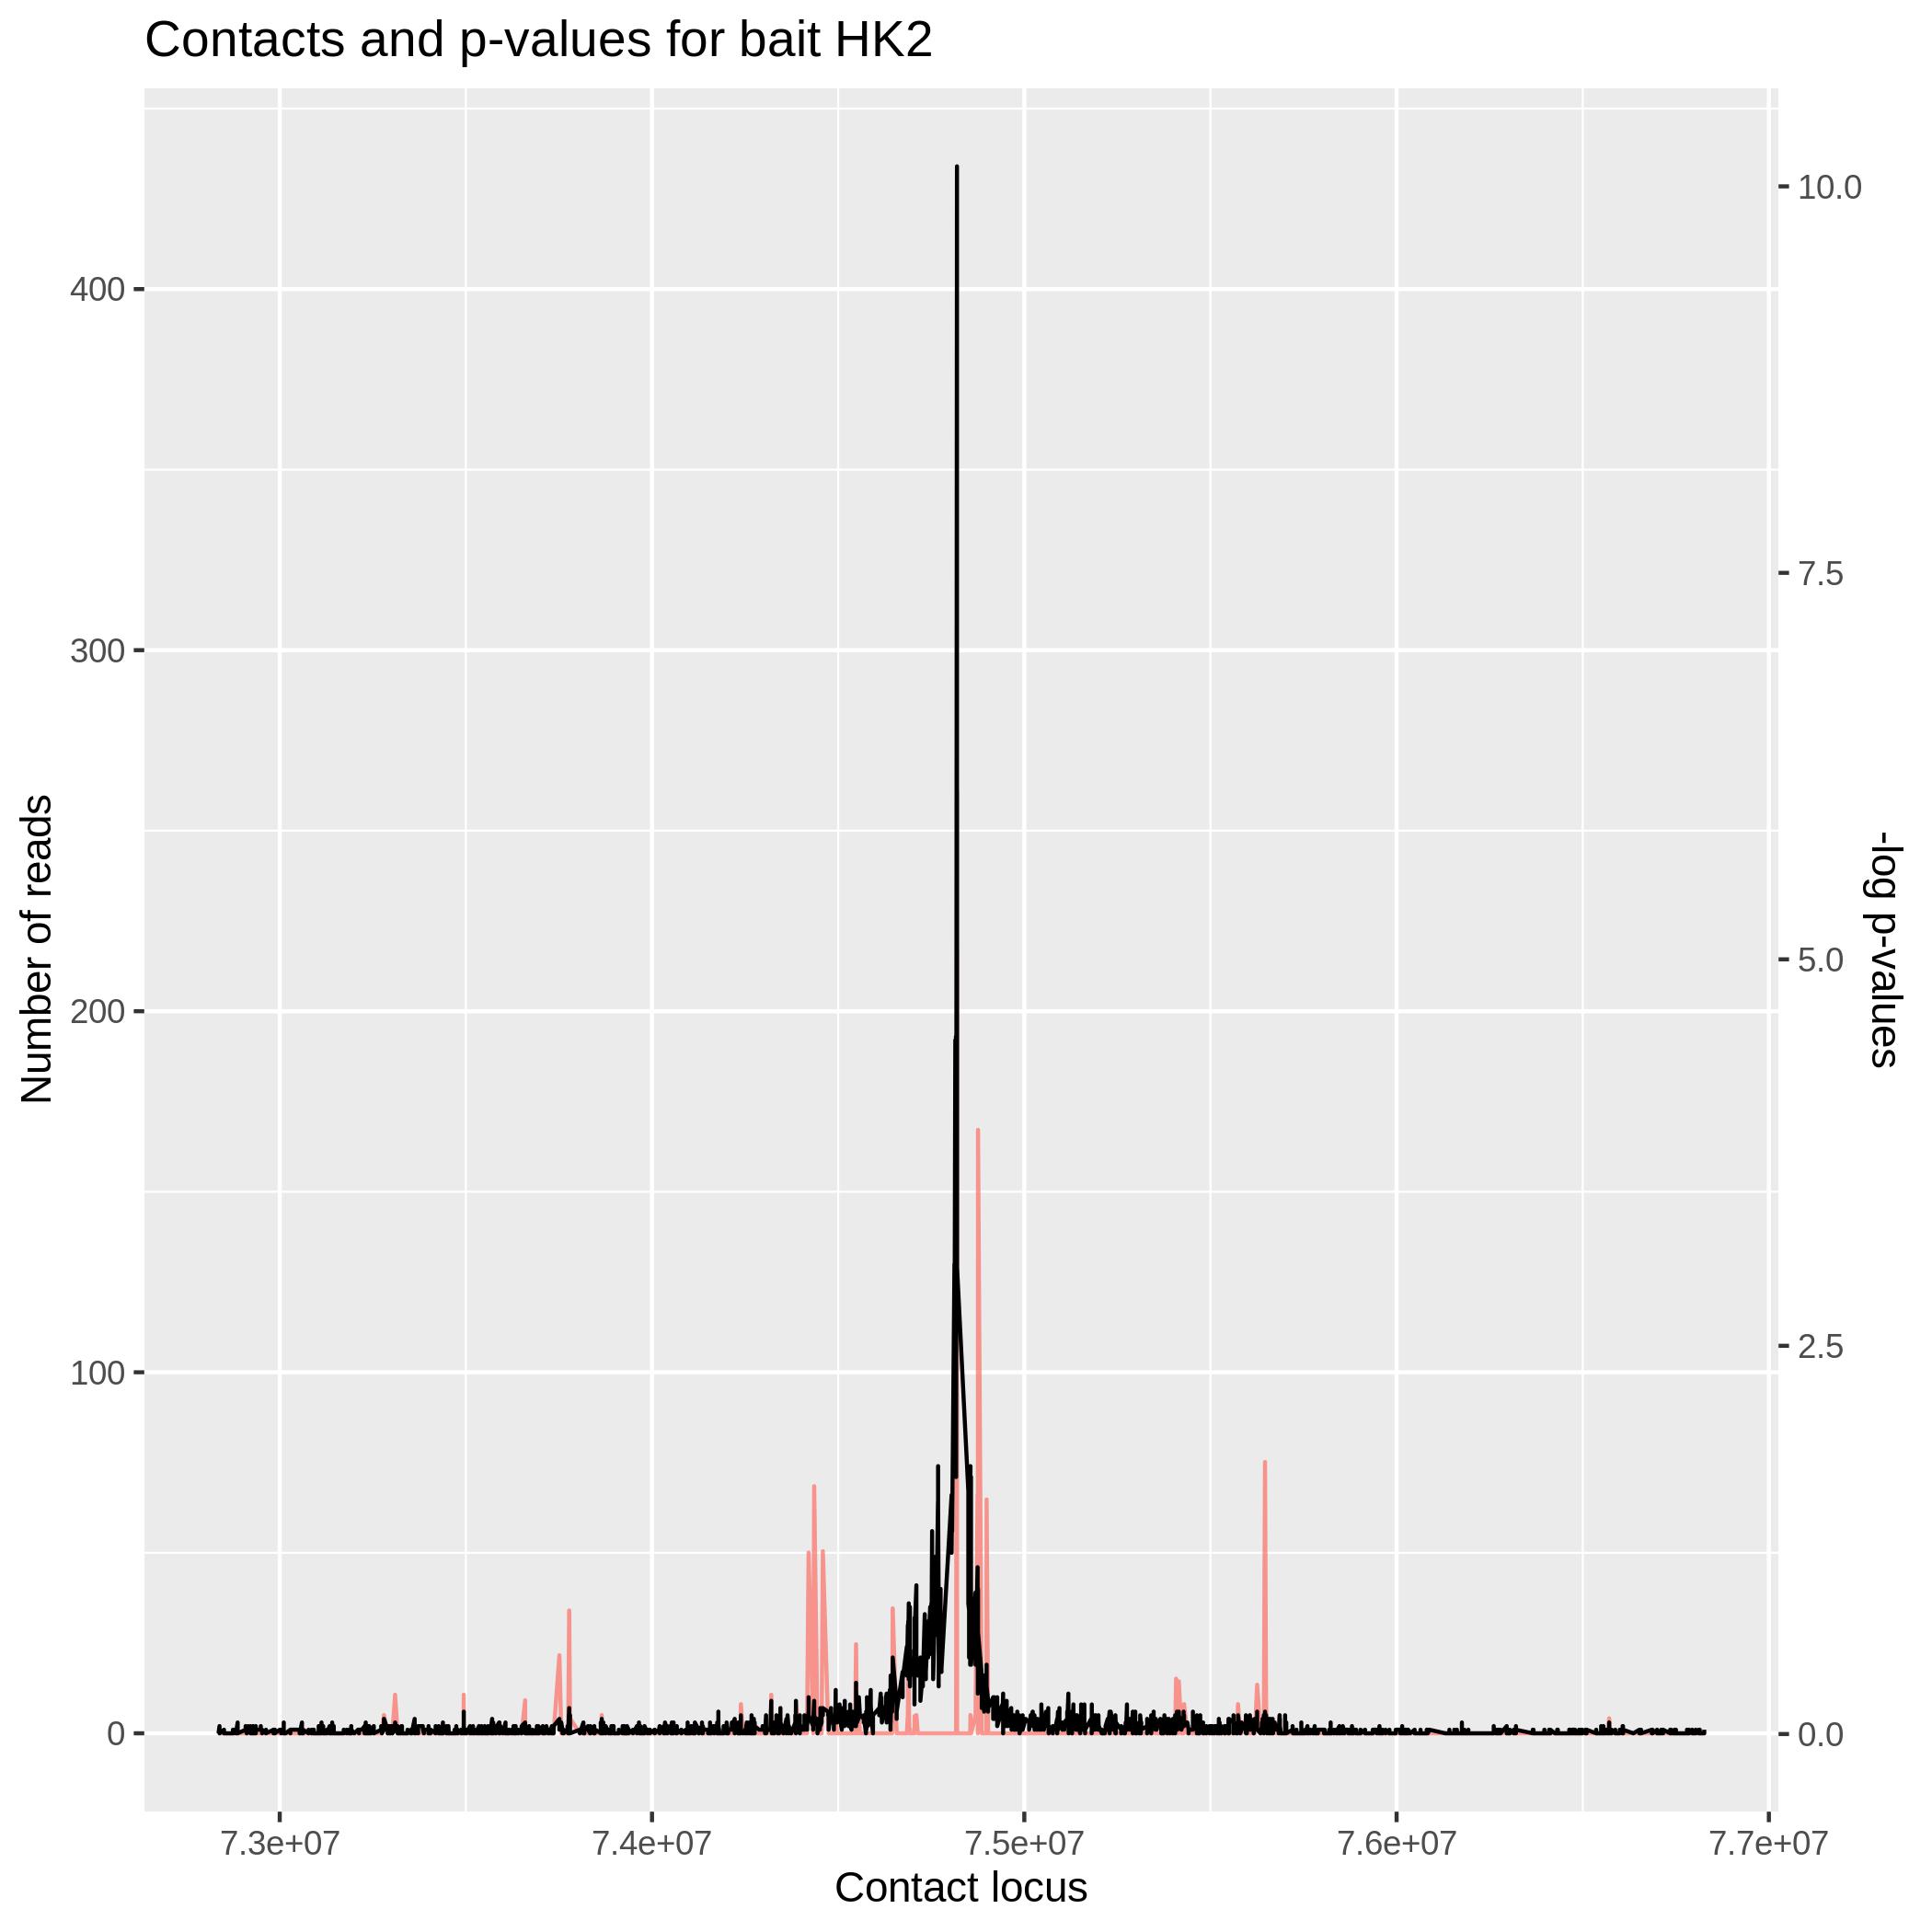 Contacts and p-values for bait HK2
Number of reads
400
300
200
100
0
10.0
7.5
5.0
2.5
0.0
-log p-values
7.3e+07
7.4e+07
7.5e+07
7.6e+07
7.7e+07
Contact locus